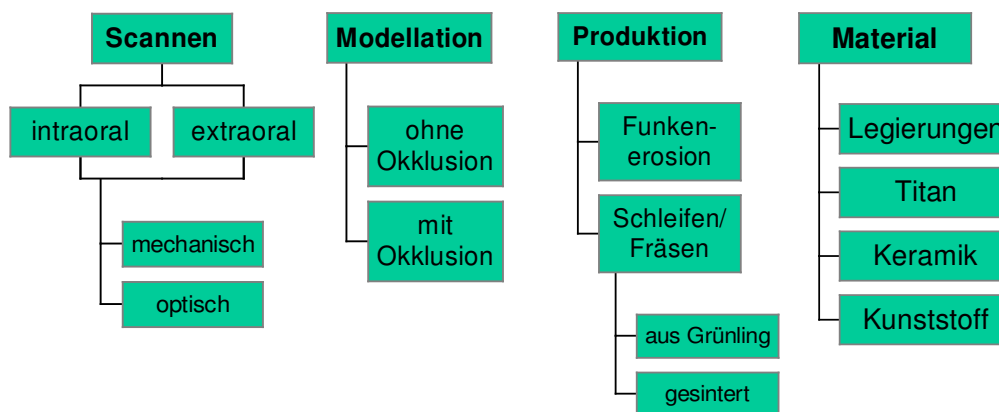 Scannen
intraoral
extraoral
mechanisch
optisch
Modellation
ohne
Okklusion
mit
Okklusion
Produktion
Funken-
erosion
Schleifen/
Fräsen
aus Grünling
gesintert
Material
Legierungen
Titan
Keramik
Kunststoff